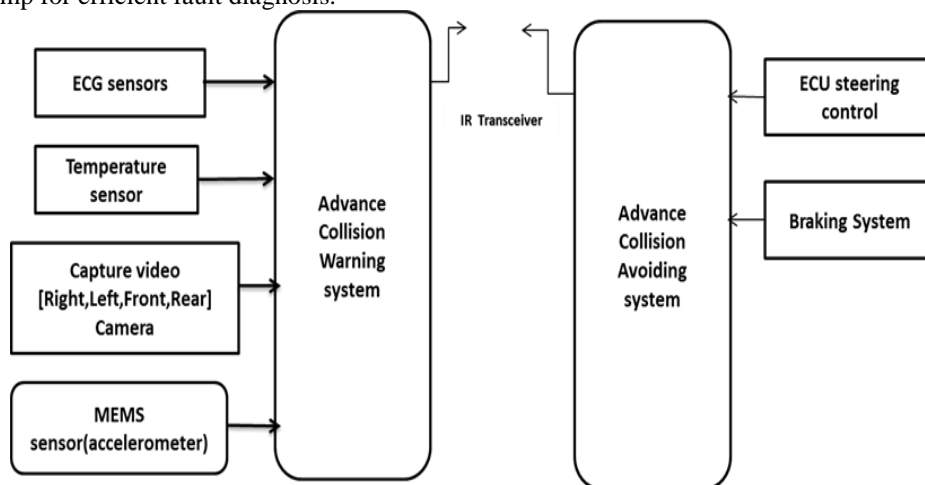 for efficient fault diagnosis.
ECG sensors
Temperature
sensor
Capture video
[Right,Left,Front,Rear]
Camera
MEMS
sensor(accelerometer)
Advance
Collision
Warning
system
IR Transceiver
Advance
Collision
Avoiding
system
ECU steering
control
Braking System